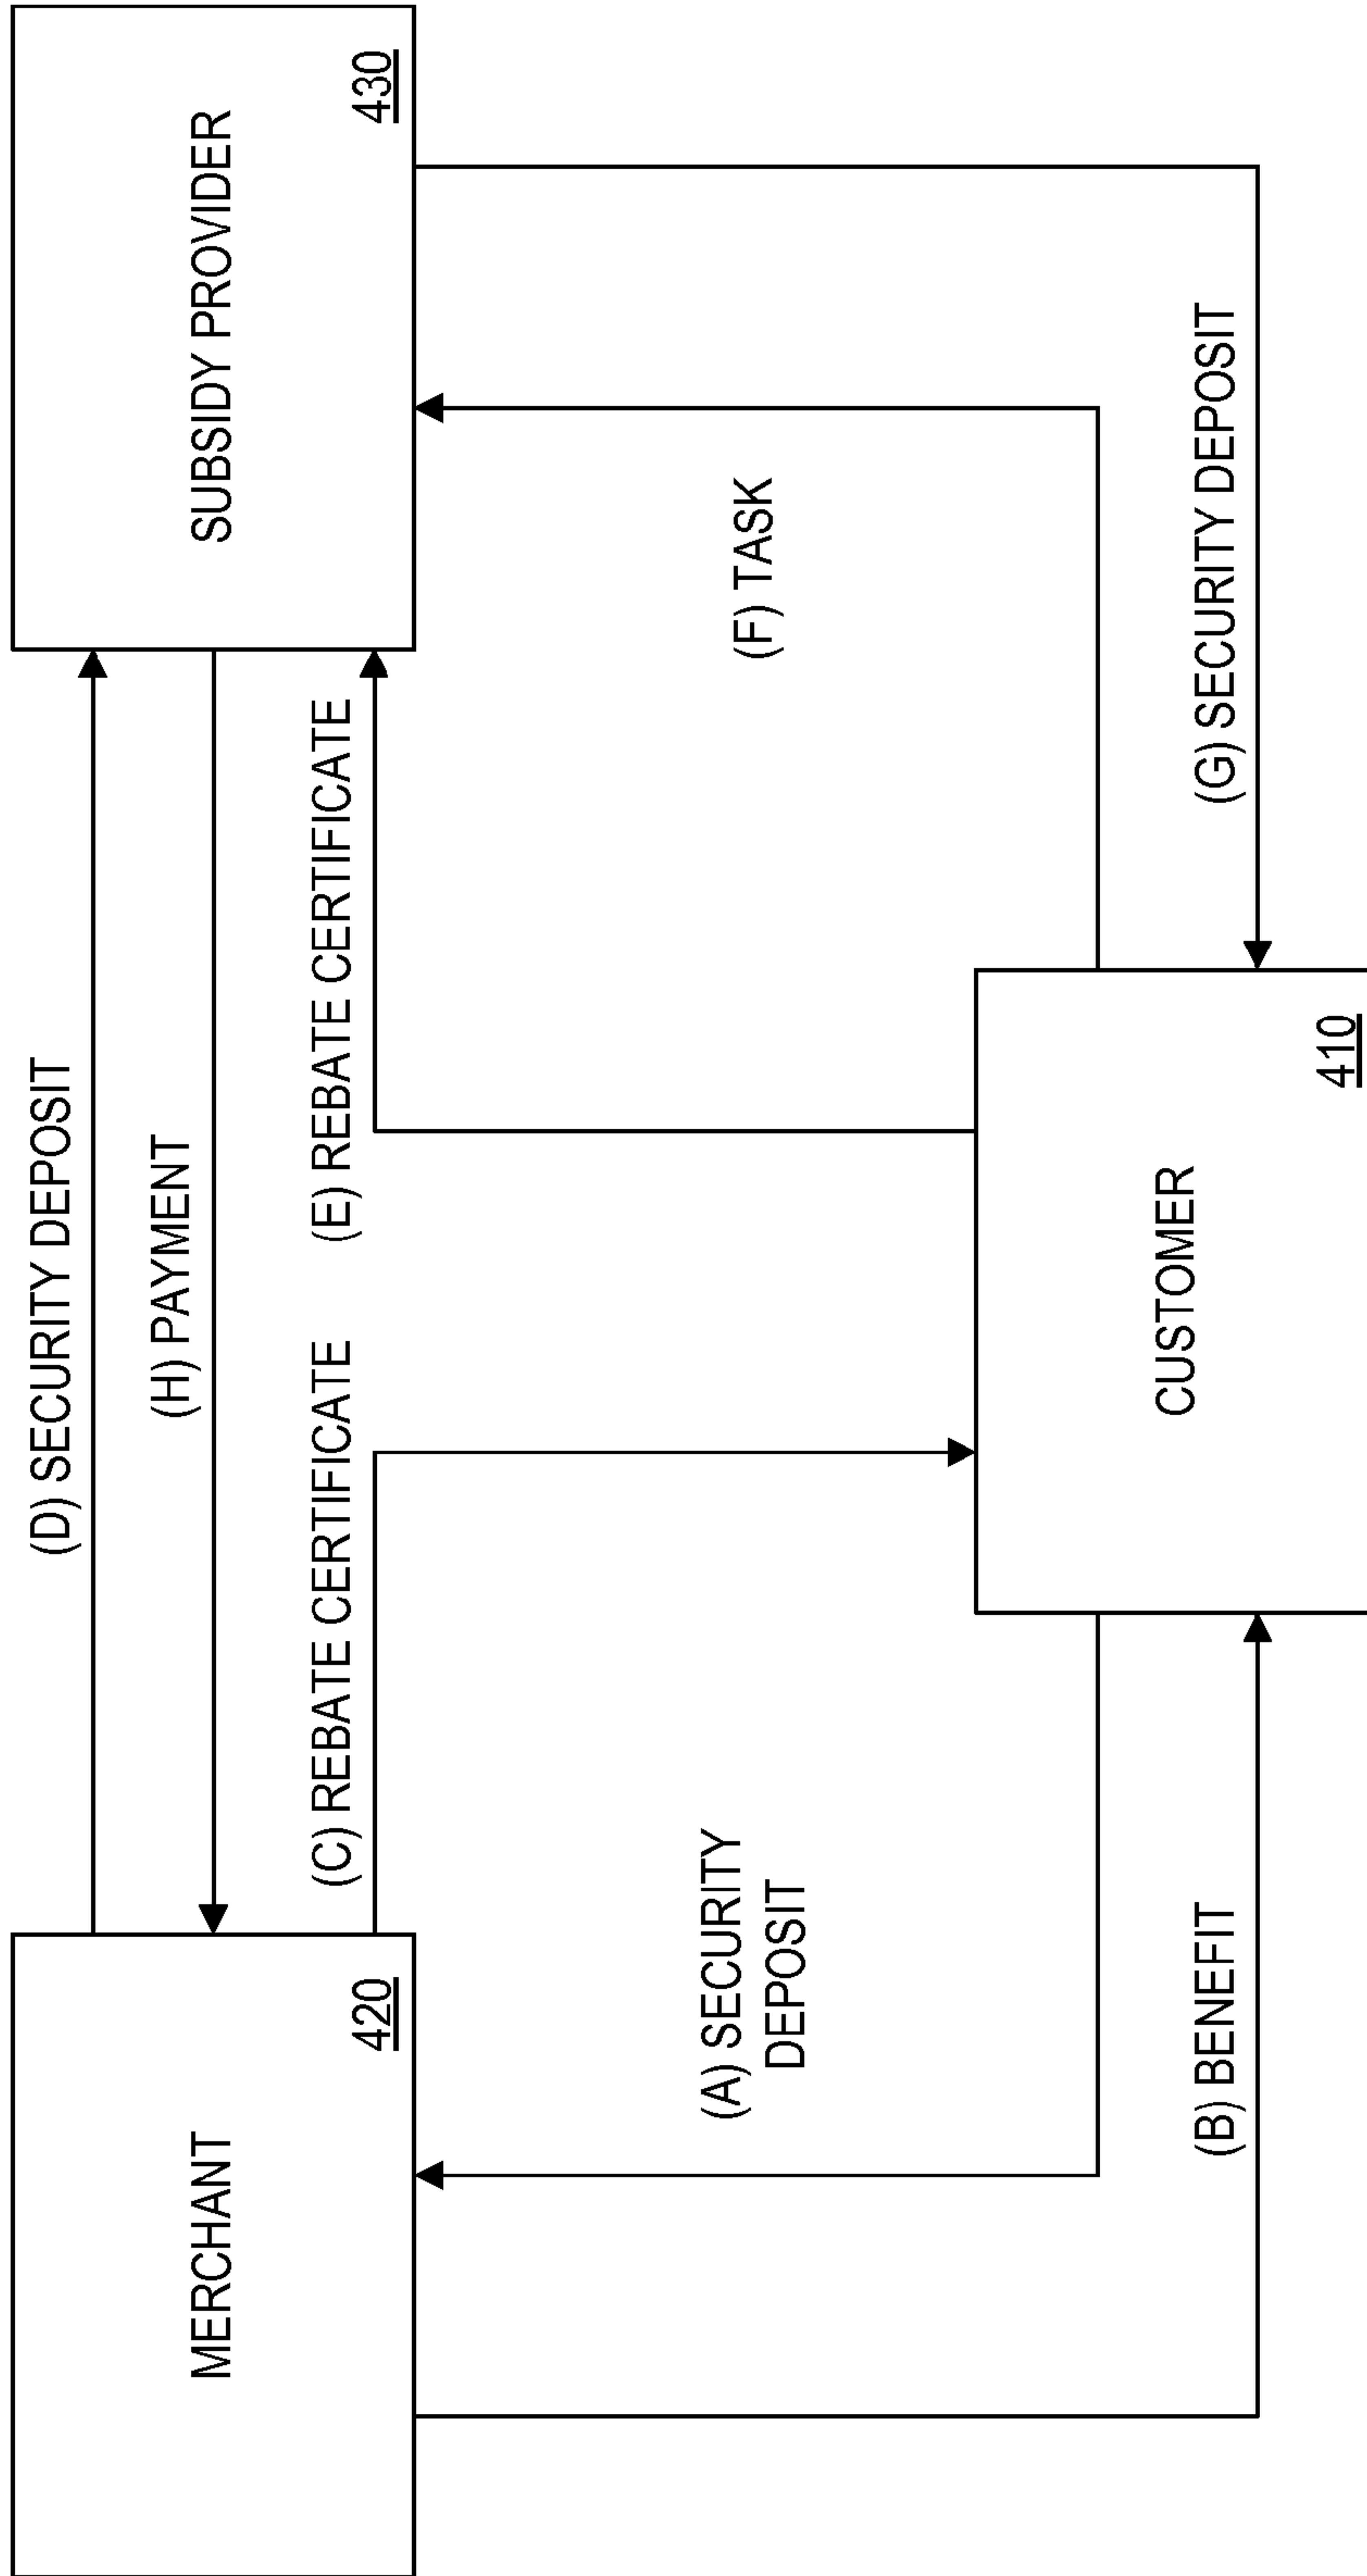 (D) SECURITY DEPOSIT
(H) PAYMENT
MERCHANT
420
SUBSIDY PROVIDER
430
(C) REBATE CERTIFICATE
(E) REBATE CERTIFICATE
(A) SECURITY
DEPOSIT
(F) TASK
(B) BENEFIT
CUSTOMER
410
(G) SECURITY DEPOSIT